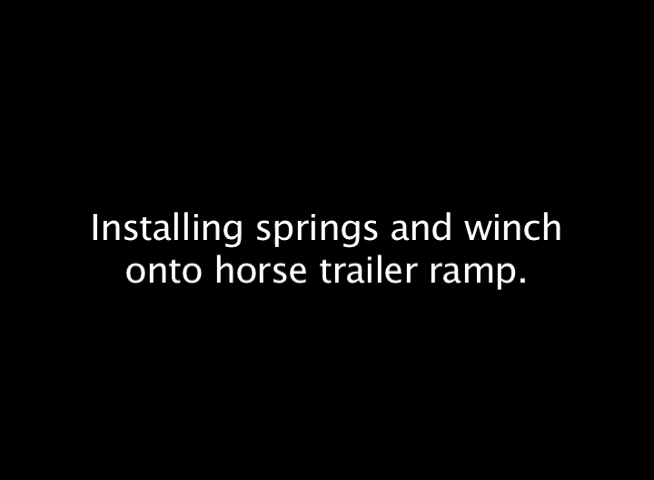 Installing springs and winch
onto horse trailer ramp.